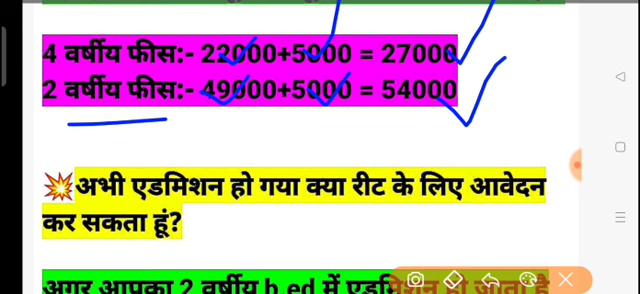 4 वर्षीय फीस:- 22000+5000 = 27000
2 वर्षीय फीस:- 49000+5000 = 54000
💥अभी एडमिशन हो गया क्या रीट के लिए आवेदन
कर सकता हूं?
अगर आपका 2 वर्षीय b.ed में एडमिशन हो जाता है